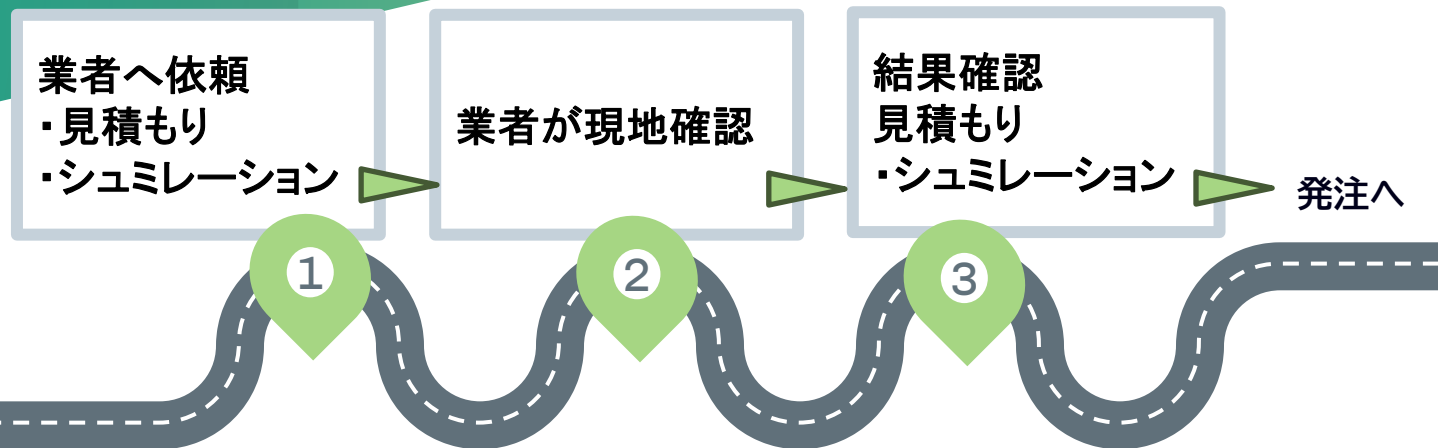 業者へ依頼
・見積もり
・シュミレーション
業者が現地確認
結果確認
見積もり
・シュミレーション
発注へ
1
2
3